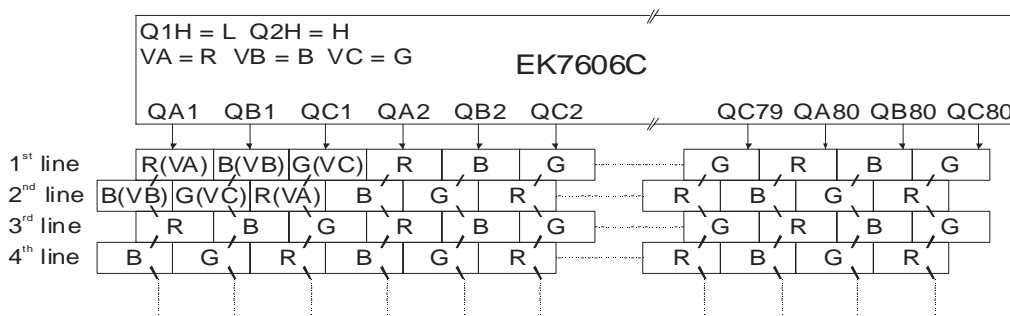 Q1H = L Q2H = H
VA = R VB = B VC = G
EK7606C
QA1 QB1 QC1 QA2 QB2 QC2 QC79 QA80 QB80 QC80
1st line R(VA) B(VB) G(VC) R B G G R B G
2nd line B(VB) G(VC) R(VA) B G R R B G R
3rd line R B G R B G G R B G
4th line B G R B G R R B G R